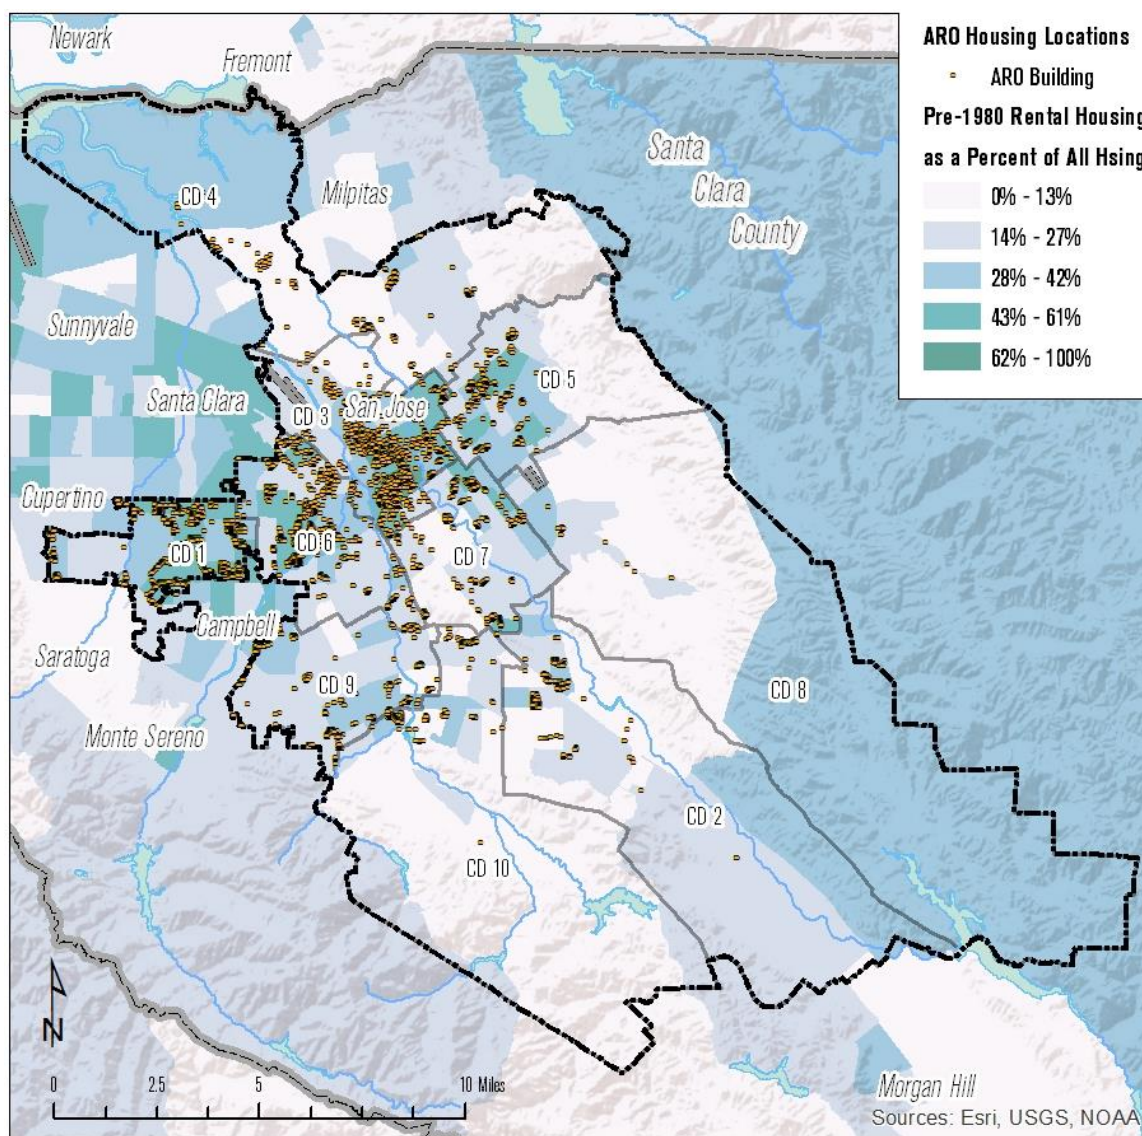 Newark
Fremont
ARO Housing Locations
ARO Building
Pre-1980 Rental Housing
as a Percent of All Hsing
0% - 13%
14% - 27%
28% - 42%
43% - 61%
62% - 100%
Santa
Clara
County
CD 4
Milpitas
Sunnyvale
Santa Clara
CD 3
San Jose
CD 5
Cupertino
CD 1
CD 6
CD 7
Campbell
Saratoga
CD 9
CD 8
Monte Sereno
CD 2
CD 10
N
0 2.5 5 10 Miles
Morgan Hill
Sources: Esri, USGS, NOAA